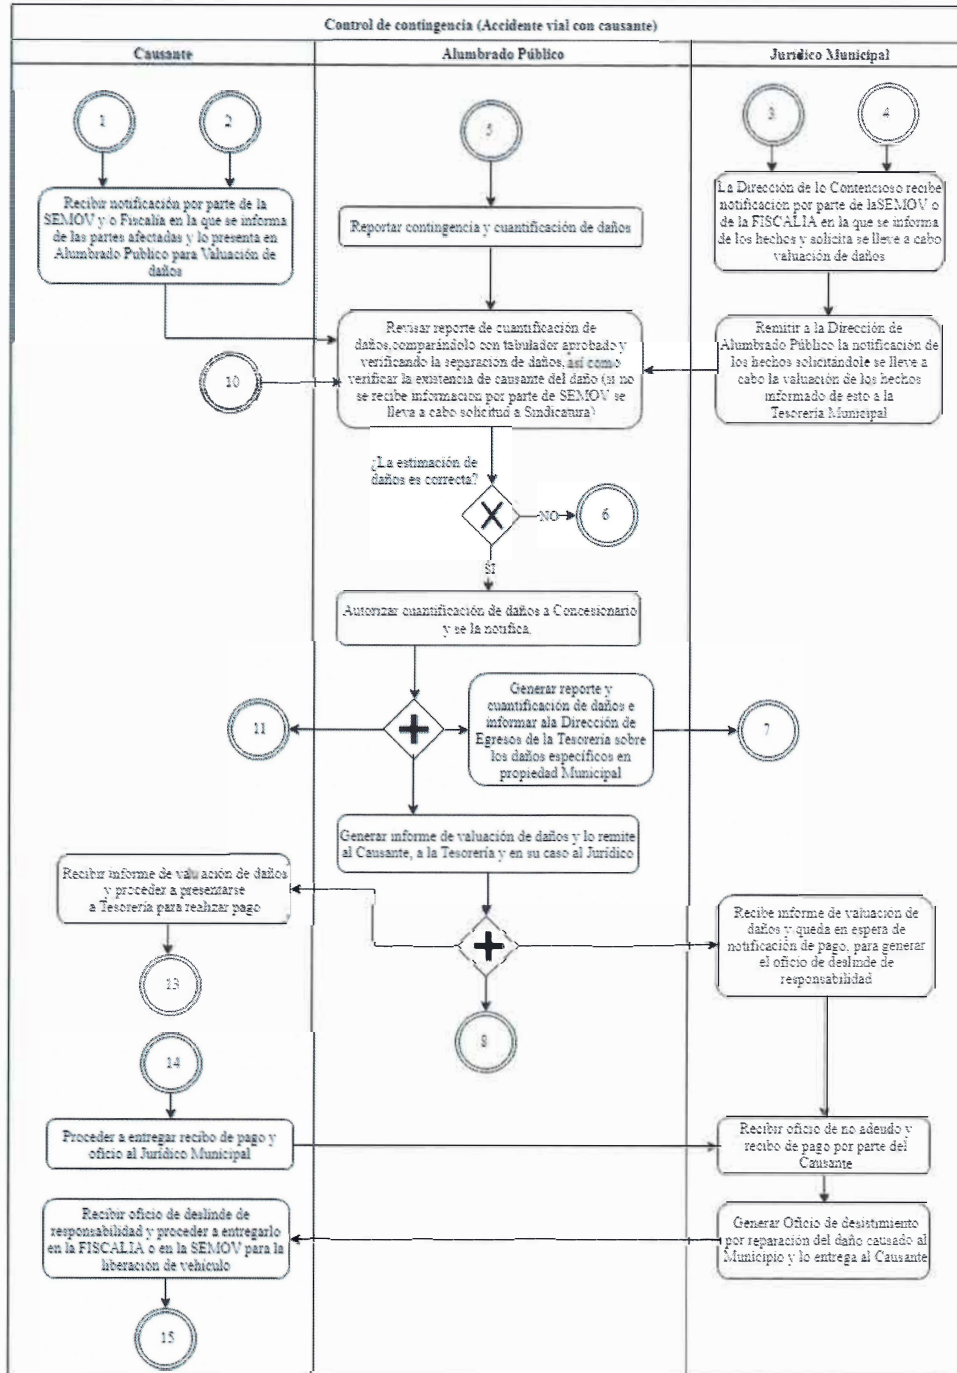 Control de contingencia (Accidente vial con causante)
Causante
Alumbrado Público
Jurídico Municipal
1
2
5
3
4
Recibir notificación por parte de la
SEMOV y o Fiscalía en la que se informa
de las partes afectadas y lo presenta en
Alumbrado Publico para Valuación de
daños
Reportar contingencia y cuantificación de daños
La Dirección de lo Contencioso recibe
notificación por parte de laSEMOV o
de la FISCALIA en la que se informa
de los hechos y solicita se lleve a cabo
valuación de daños
Revisar reporte de cuantificación de
daños,comparándolo con tabulador aprobado y
verificando la separación de daños, así como
verificar la existencia de causante del daño (si no
se recibe información por parte de SEMOV se
lleva a cabo solicitud a Sindicatura)
Remitir a la Dirección de
Alumbrado Público la notificación de
los hechos solicitándole se lleve a
cabo la valuación de los hechos
informado de esto a la
Tesorería Municipal
10
¿La estimación de
daños es correcta?
NO
6
SI
Autorizar cuantificación de daños a Concesionario
y se la notifica.
11
Generar reporte y
cuantificación de daños e
informar ala Dirección de
Egresos de la Tesorería sobre
los daños específicos en
propiedad Municipal
7
Generar informe de valuación de daños y lo remite
al Causante, a la Tesorería y en su caso al Jurídico
Recibir informe de valuación de daños
y proceder a presentarse
a Tesorería para realizar pago
Recibe informe de valuación de
daños y queda en espera de
notificación de pago, para generar
el oficio de deslinde de
responsabilidad
13
8
14
Proceder a entregar recibo de pago y
oficio al Jurídico Municipal
Recibir oficio de no adeudo y
recibo de pago por parte del
Causante
Recibir oficio de deslinde de
responsabilidad y proceder a entregarlo
en la FISCALIA o en la SEMOV para la
liberación de vehículo
Generar Oficio de desistimiento
por reparación del daño causado al
Municipio y lo entrega al Causante
15